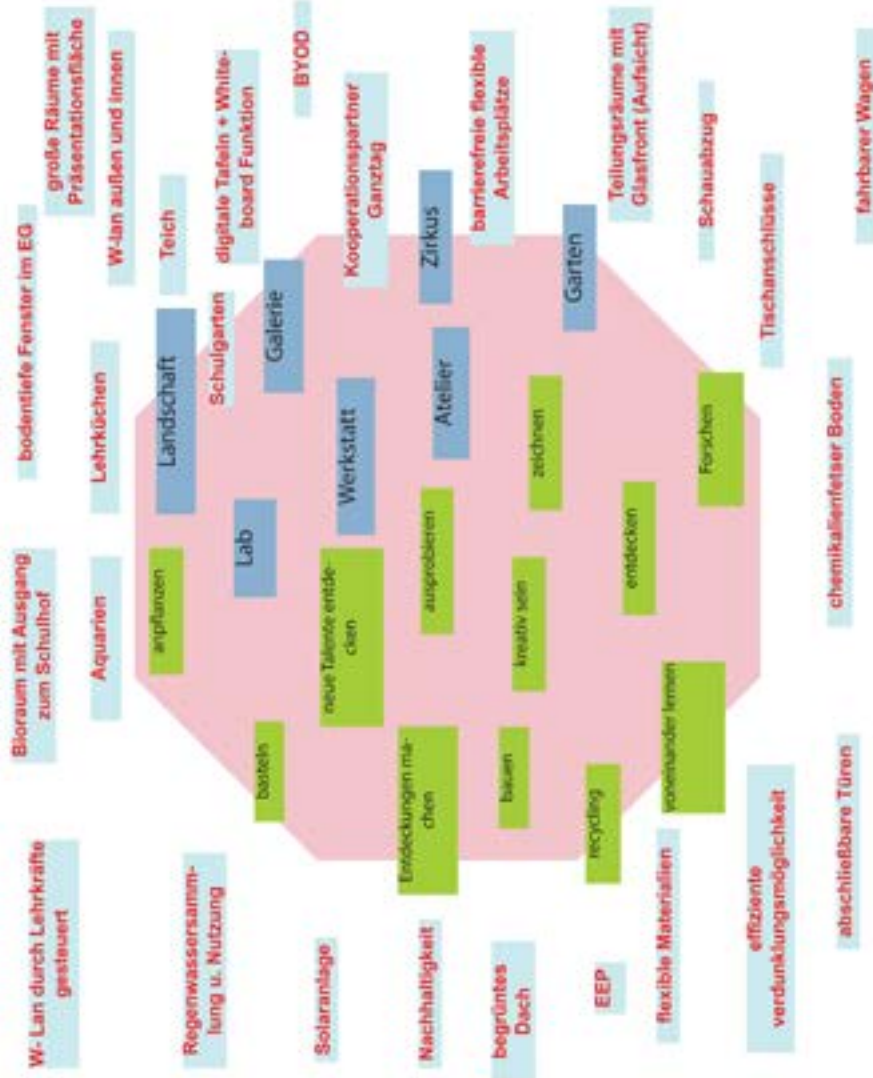 W- Lan durch Lehrkräfte
gesteuert
Bioraum mit Ausgang
zum Schulhof
bodentiefe Fenster im EG
große Räume mit
Präsentationsfläche
Aquarien
Lehrküchen
W-lan außen und innen
anpflanzen
Landschaft
Teich
Regenwassersamm-
lung u. Nutzung
Schulgarten
digitale Tafeln + White-
board Funktion
basteln
Lab
Galerie
BYOD
Solaranlage
neue Talente entde-
cken
Werkstatt
Kooperationspartner
Ganztag
Nachhaltigkeit
Entdeckungen ma-
chen
ausprobieren
Atelier
Zirkus
begrüntes
Dach
bauen
kreativ sein
zeichnen
barrierefreie flexible
Arbeitsplätze
EEP
recycling
entdecken
Garten
Teilungsräume mit
Glasfront (Aufsicht)
flexible Materialien
voneinander lernen
Forschen
Schauabzug
effiziente
verdunklungsmöglichkeit
Tischanschlüsse
abschließbare Türen
chemikalienfetser Boden
fahrbarer Wagen